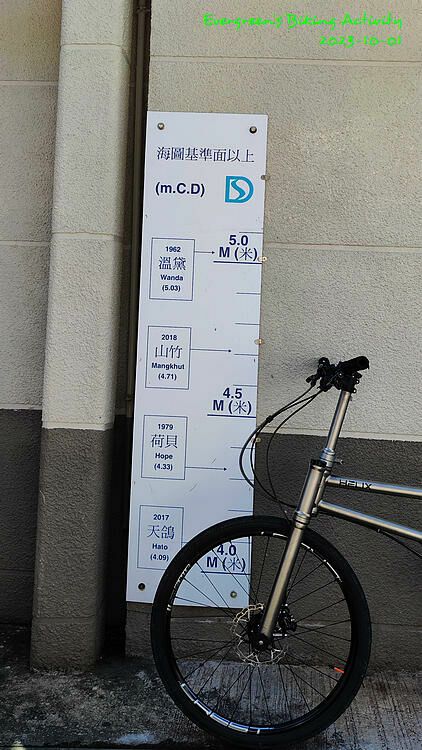 Evergreens Biking Activity
2023-10-01
海圖基準面以上
(m.C.D)
5.0
M (米)
1962
溫黛
Wanda
(5.03)
2018
山竹
Mangkhut
(4.71)
4.5
M (米)
1979
荷貝
Hope
(4.33)
2017
天鴿
Hato
(4.09)
4.0
M (米)
HELIX